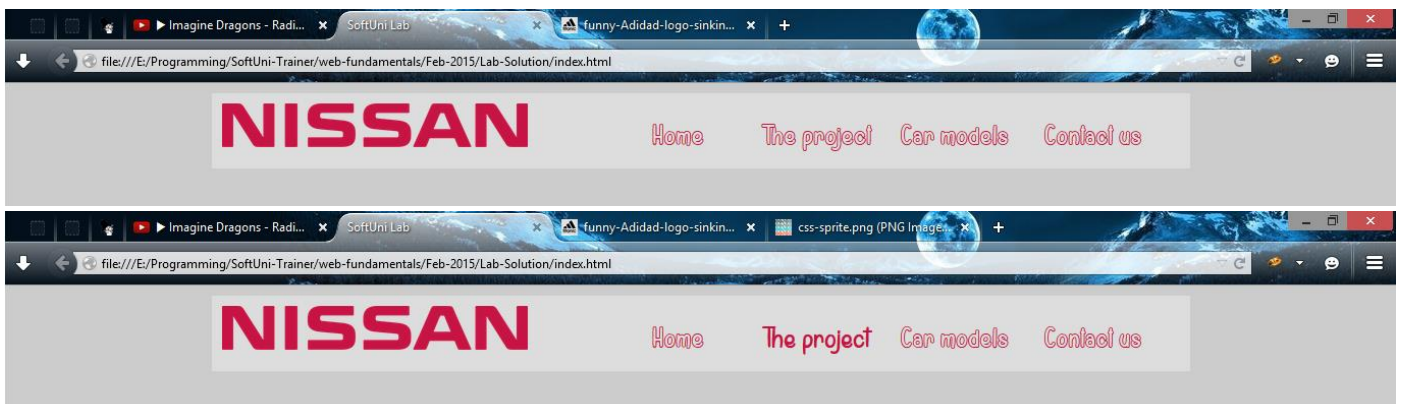 ▶ Imagine Dragons - Radi... SoftUni Lab funny-Adidad-logo-sinkin...
file:///E:/Programming/SoftUni-Trainer/web-fundamentals/Feb-2015/Lab-Solution/index.html
NISSAN Home The project Car models Contact us
▶ Imagine Dragons - Radi... SoftUni Lab funny-Adidad-logo-sinkin... css-sprite.png (PNG Image...
file:///E:/Programming/SoftUni-Trainer/web-fundamentals/Feb-2015/Lab-Solution/index.html
NISSAN Home The project Car models Contact us